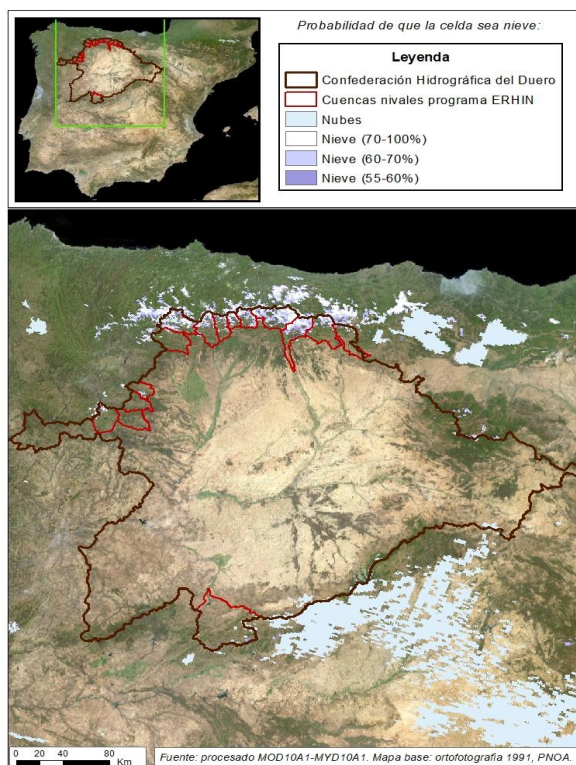 Probabilidad de que la celda sea nieve:
Leyenda
Confederación Hidrográfica del Duero
Cuencas nivales programa ERHIN
Nubes
Nieve (70-100%)
Nieve (60-70%)
Nieve (55-60%)
0 20 40 80
Km
Fuente: procesado MOD10A1-MYD10A1. Mapa base: ortofotografía 1991, PNOA.